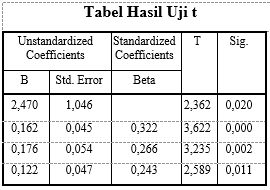 Tabel Hasil Uji t
Unstandardized Coefficients Standardized Coefficients T Sig.
B Std. Error Beta
2,470 1,046 2,362 0,020
0,162 0,045 0,322 3,622 0,000
0,176 0,054 0,266 3,235 0,002
0,122 0,047 0,243 2,589 0,011